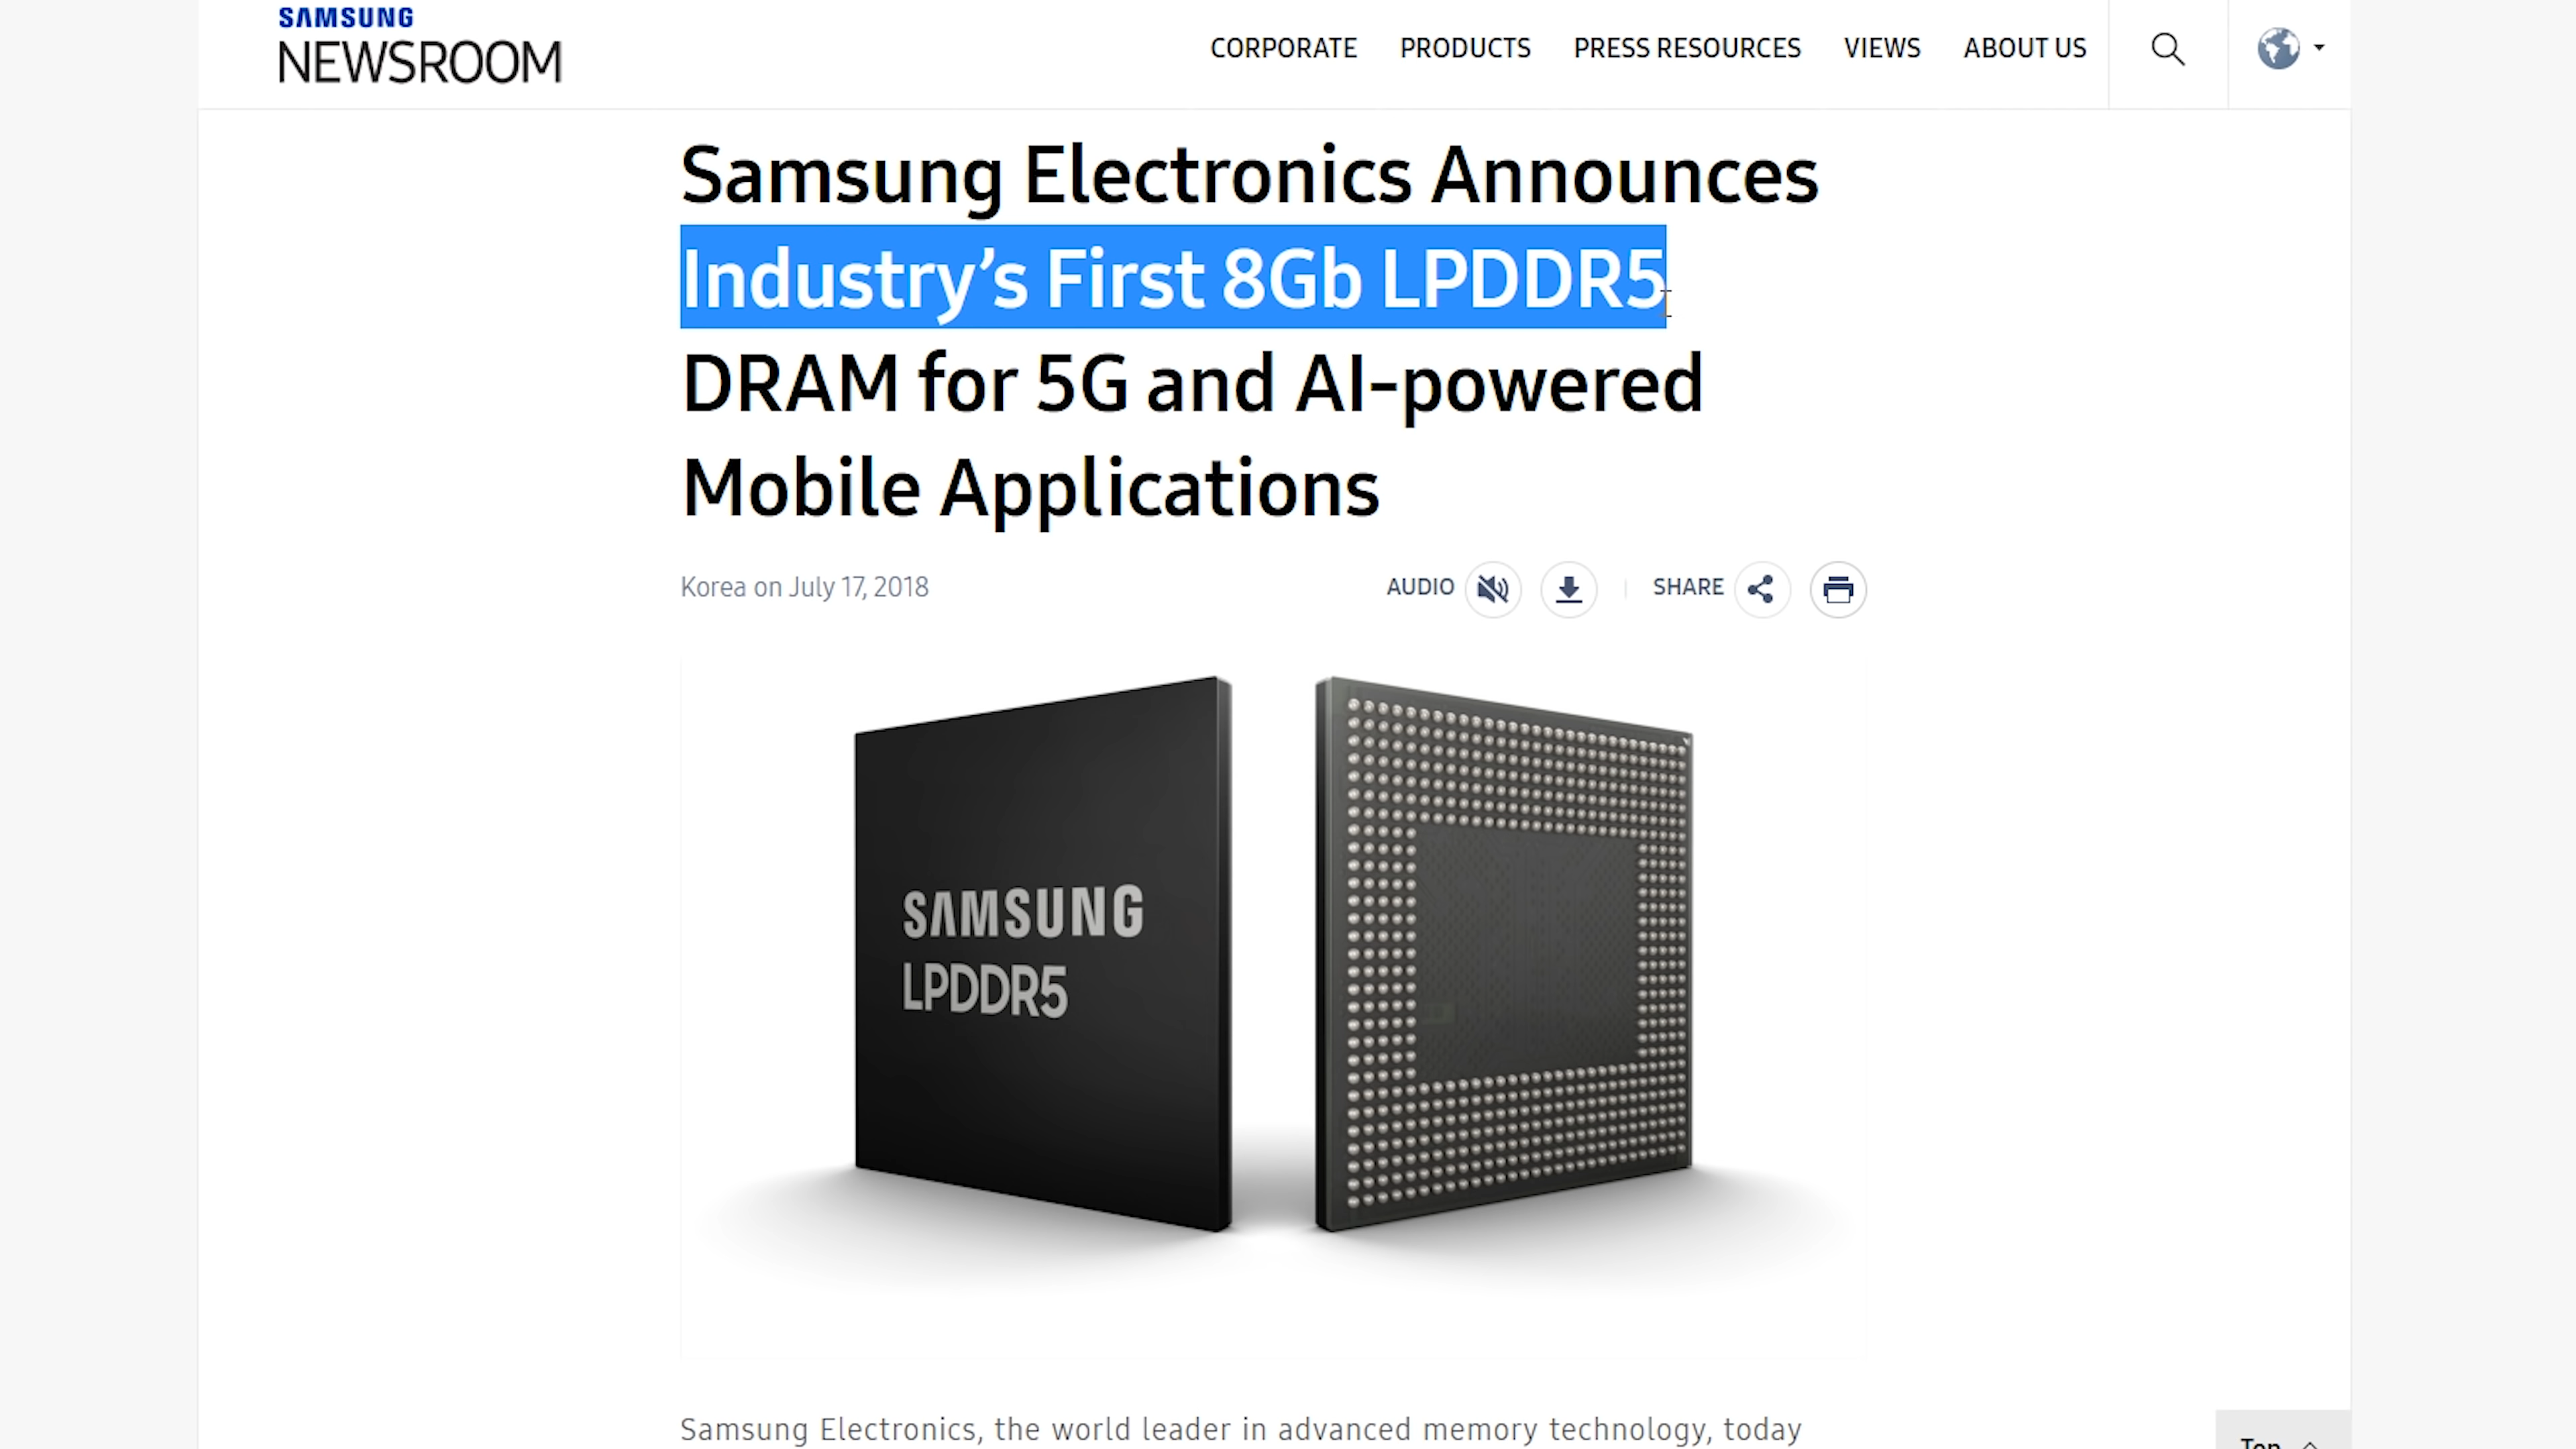 SAMSUNG
NEWSROOM
CORPORATE PRODUCTS PRESS RESOURCES VIEWS ABOUT US
Samsung Electronics Announces
Industry’s First 8Gb LPDDR5
DRAM for 5G and AI-powered
Mobile Applications
Korea on July 17, 2018
AUDIO SHARE
SAMSUNG
LPDDR5
Samsung Electronics, the world leader in advanced memory technology, today
Top